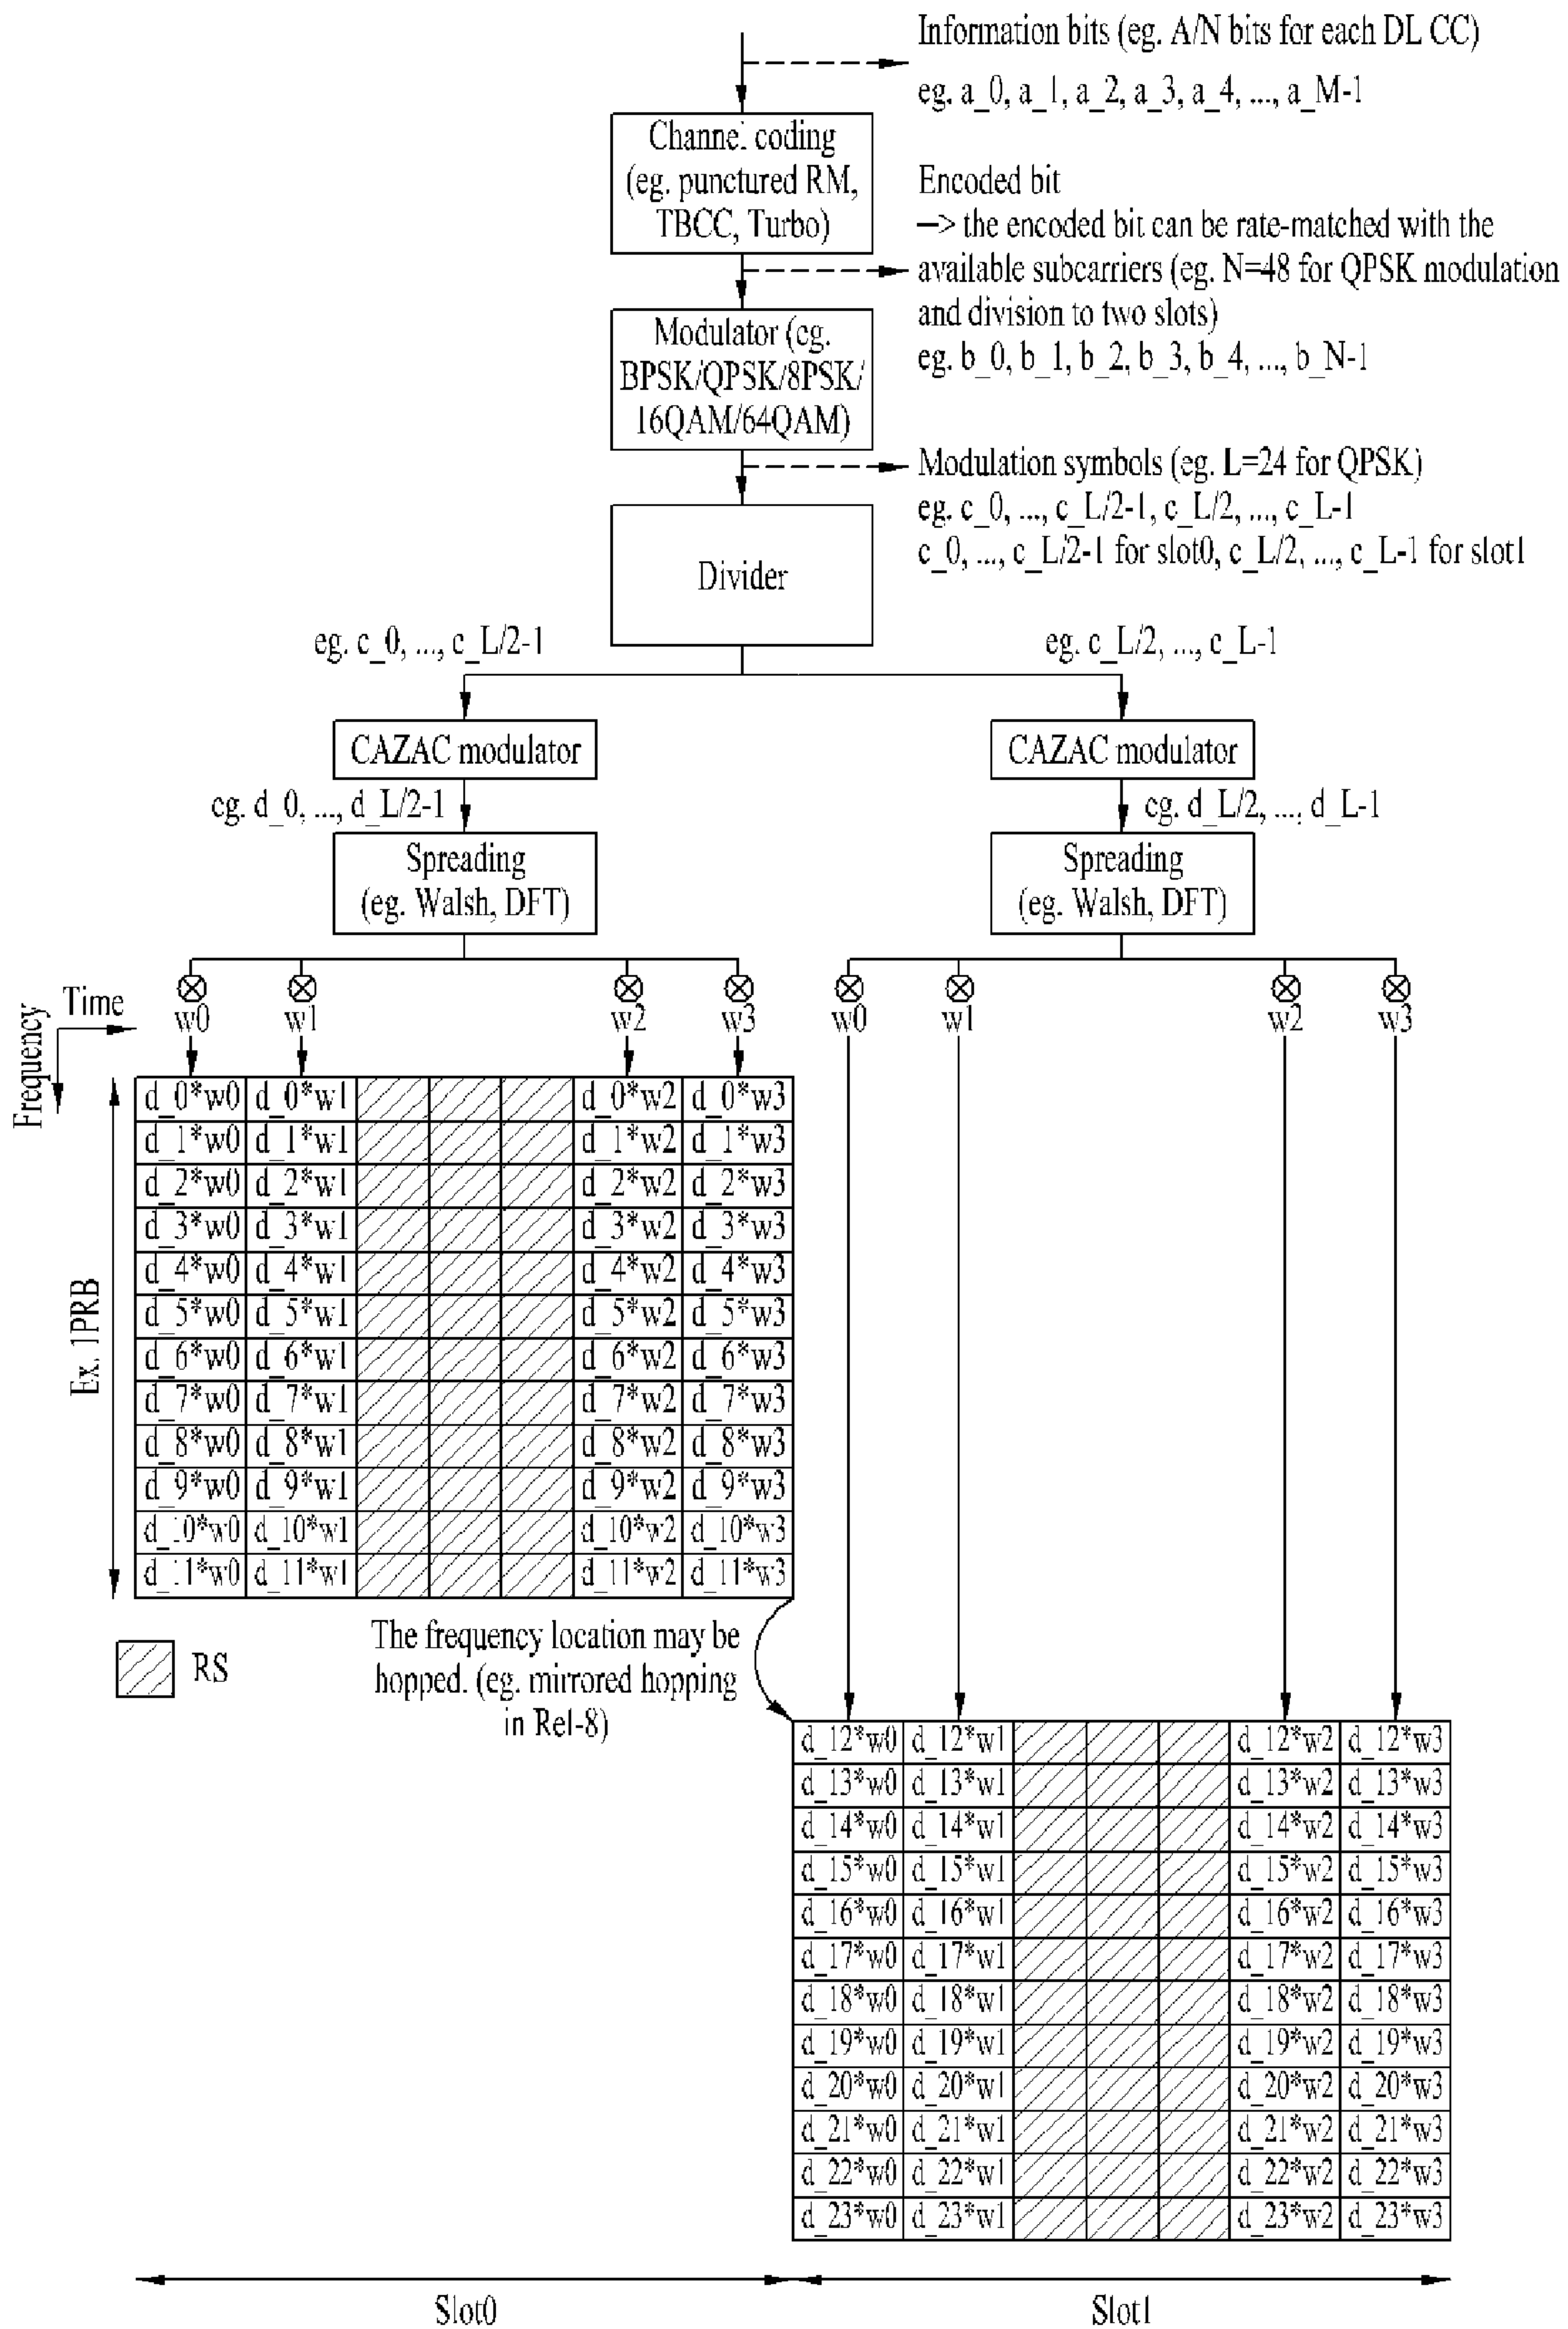 Information bits (eg. A/N bits for each DL CC)
eg. a_0, a_1, a_2, a_3, a_4, ..., a_M-1
Channel coding
(eg. punctured RM,
TBCC, Turbo)
Encoded bit
—> the encoded bit can be rate-matched with the
available subcarriers (eg. N=48 for QPSK modulation
and division to two slots)
eg. b_0, b_1, b_2, b_3, b_4, ..., b_N-1
Modulator (eg.
BPSK/QPSK/8PSK/
16QAM/64QAM)
Modulation symbols (eg. L=24 for QPSK)
eg. c_0, ..., c_L/2-1, c_L/2, ..., c_L-1
c_0, ..., c_L/2-1 for slot0, c_L/2, ..., c_L-1 for slot1
Divider
eg. c_0, ..., c_L/2-1
eg. c_L/2, ..., c_L-1
CAZAC modulator
CAZAC modulator
eg. d_0, ..., d_L/2-1
eg. d_L/2, ..., d_L-1
Spreading
(eg. Walsh, DFT)
Spreading
(eg. Walsh, DFT)
Time
Frequency
w0 w1 w2 w3
w0 w1 w2 w3
Ex. 1PRB
d_0*w0 d_0*w1 d_0*w2 d_0*w3
d_1*w0 d_1*w1 d_1*w2 d_1*w3
d_2*w0 d_2*w1 d_2*w2 d_2*w3
d_3*w0 d_3*w1 d_3*w2 d_3*w3
d_4*w0 d_4*w1 d_4*w2 d_4*w3
d_5*w0 d_5*w1 d_5*w2 d_5*w3
d_6*w0 d_6*w1 d_6*w2 d_6*w3
d_7*w0 d_7*w1 d_7*w2 d_7*w3
d_8*w0 d_8*w1 d_8*w2 d_8*w3
d_9*w0 d_9*w1 d_9*w2 d_9*w3
d_10*w0 d_10*w1 d_10*w2 d_10*w3
d_11*w0 d_11*w1 d_11*w2 d_11*w3
RS
The frequency location may be
hopped. (eg. mirrored hopping
in Rel-8)
d_12*w0 d_12*w1 d_12*w2 d_12*w3
d_13*w0 d_13*w1 d_13*w2 d_13*w3
d_14*w0 d_14*w1 d_14*w2 d_14*w3
d_15*w0 d_15*w1 d_15*w2 d_15*w3
d_16*w0 d_16*w1 d_16*w2 d_16*w3
d_17*w0 d_17*w1 d_17*w2 d_17*w3
d_18*w0 d_18*w1 d_18*w2 d_18*w3
d_19*w0 d_19*w1 d_19*w2 d_19*w3
d_20*w0 d_20*w1 d_20*w2 d_20*w3
d_21*w0 d_21*w1 d_21*w2 d_21*w3
d_22*w0 d_22*w1 d_22*w2 d_22*w3
d_23*w0 d_23*w1 d_23*w2 d_23*w3
Slot0
Slot1